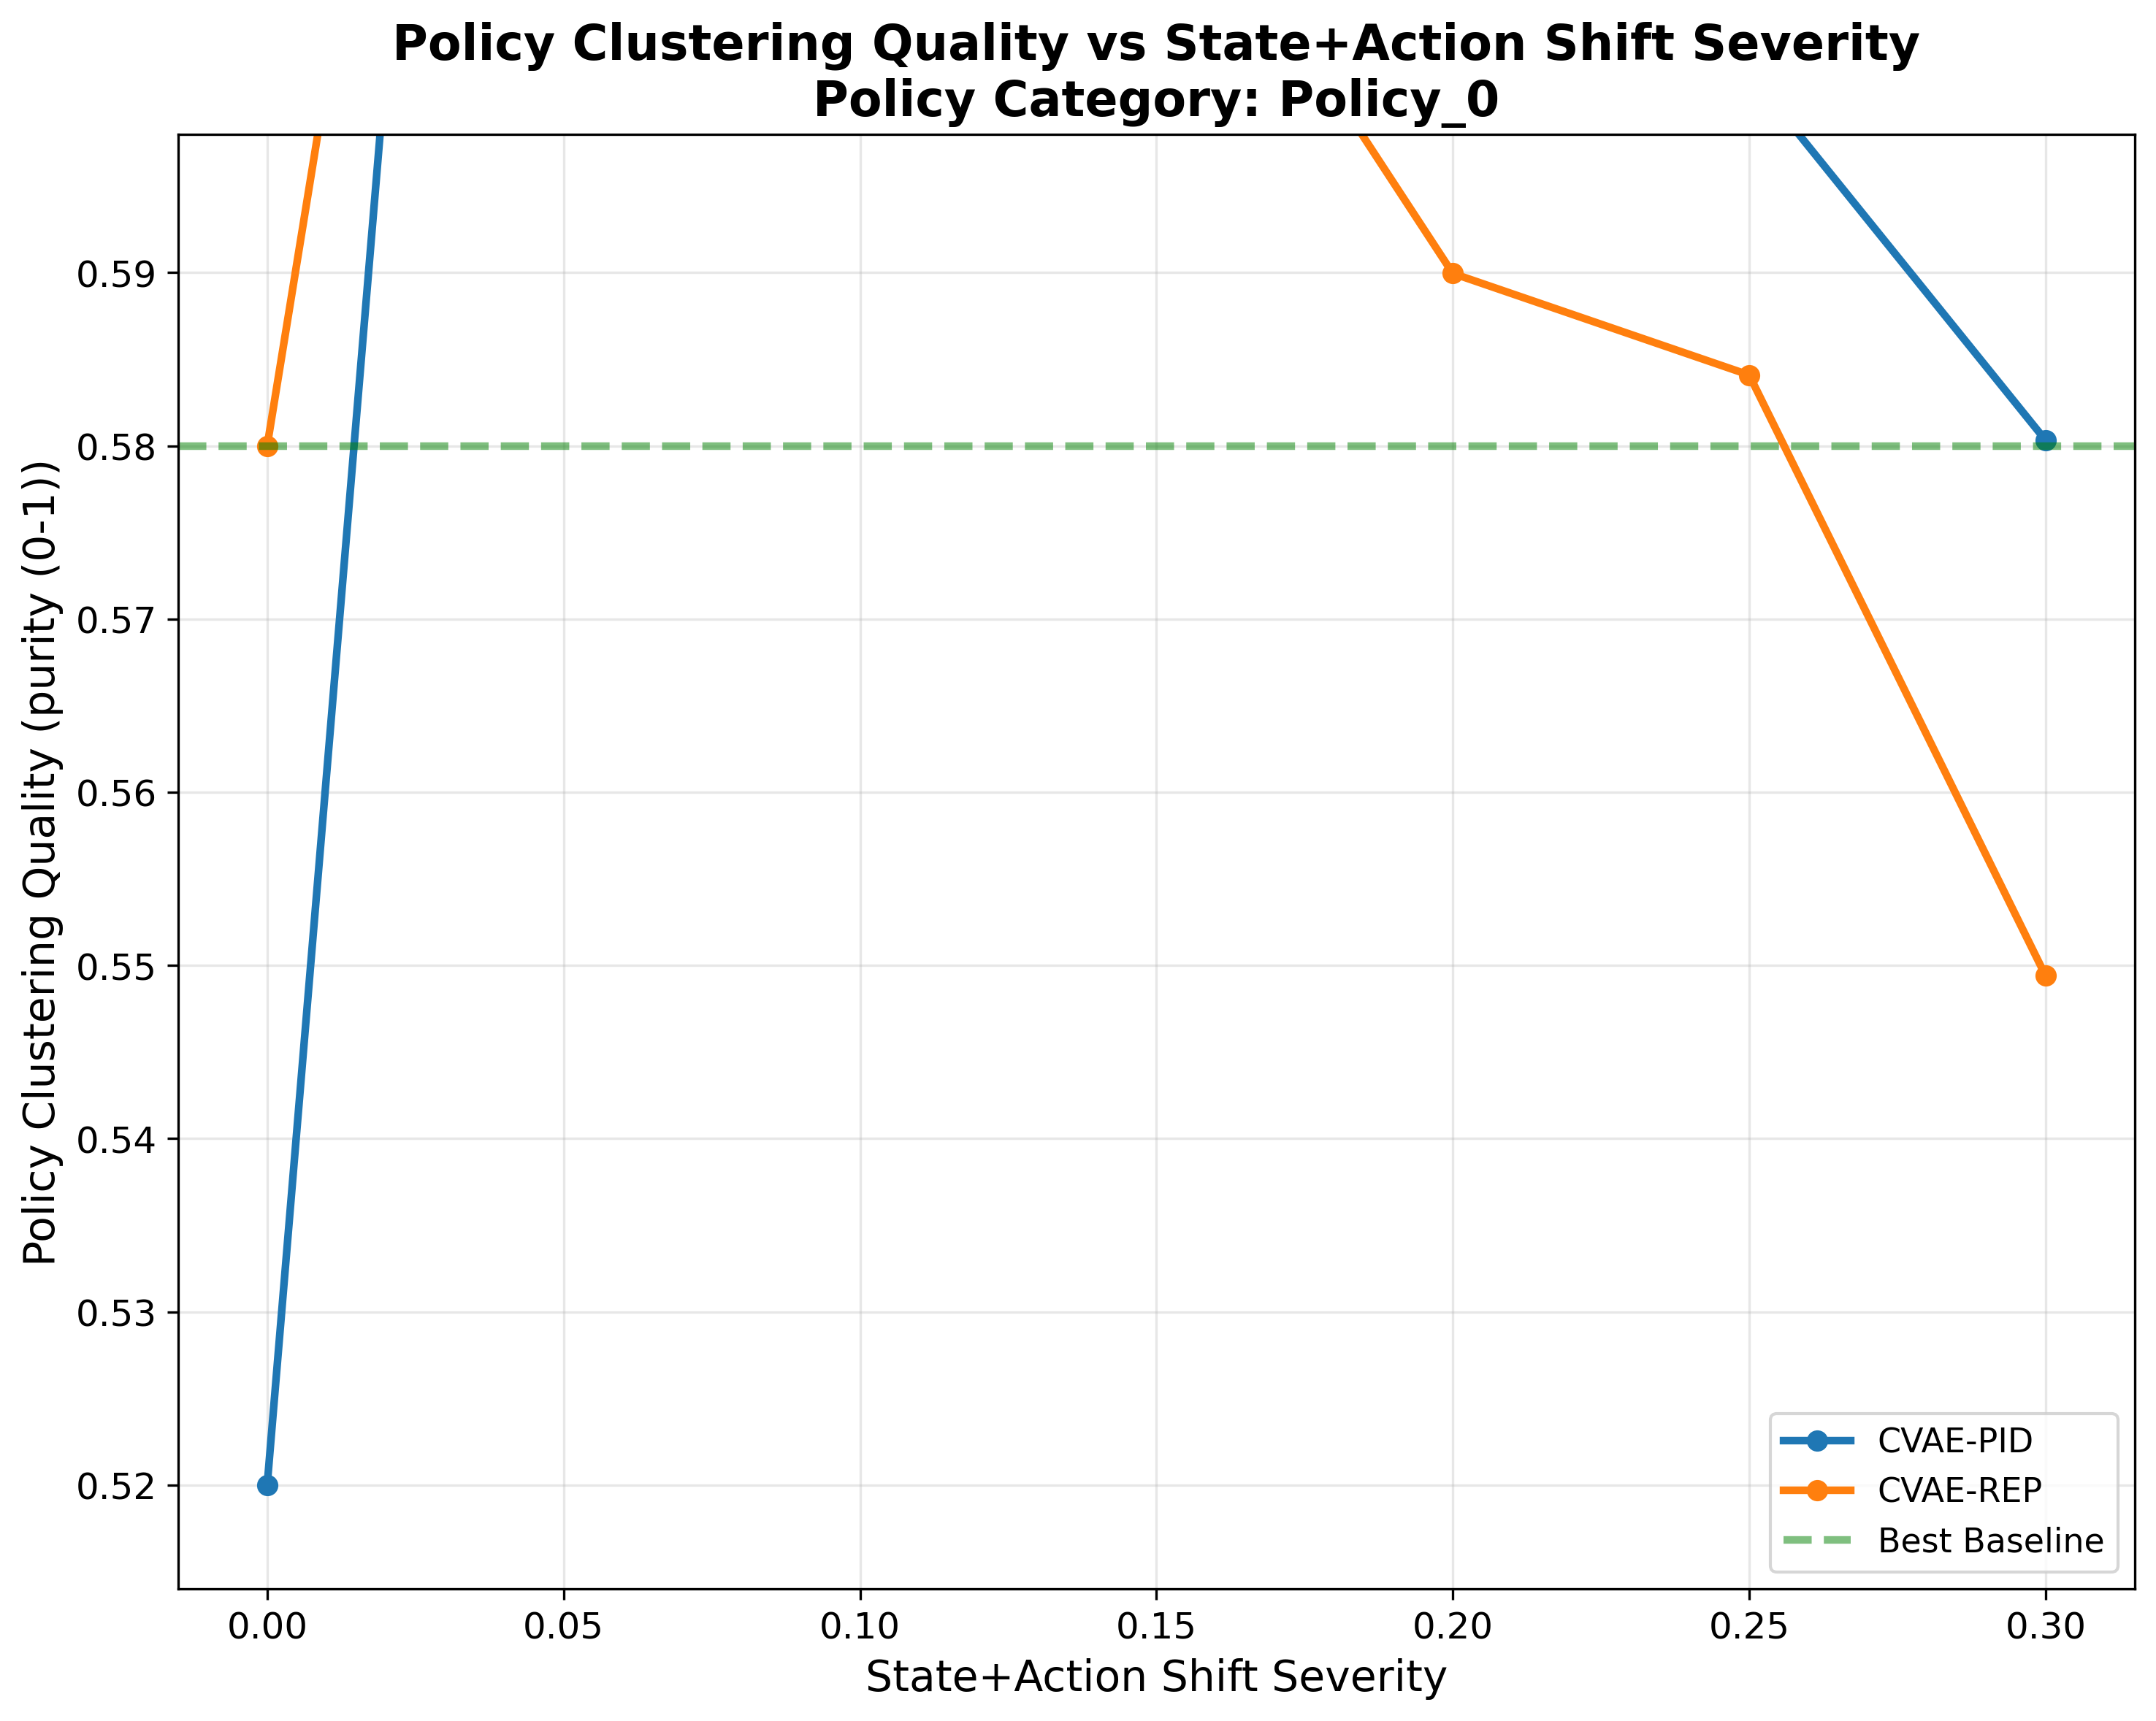 Policy Clustering Quality vs State+Action Shift Severity
Policy Category: Policy_0
Policy Clustering Quality (purity (0-1))
0.59
0.58
0.57
0.56
0.55
0.54
0.53
0.52
0.00 0.05 0.10 0.15 0.20 0.25 0.30
State+Action Shift Severity
CVAE-PID
CVAE-REP
Best Baseline